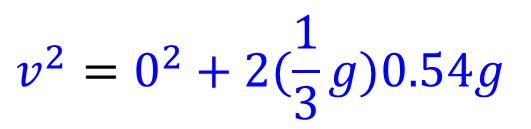 v² = 0² + 2(1/3 g)0.54g